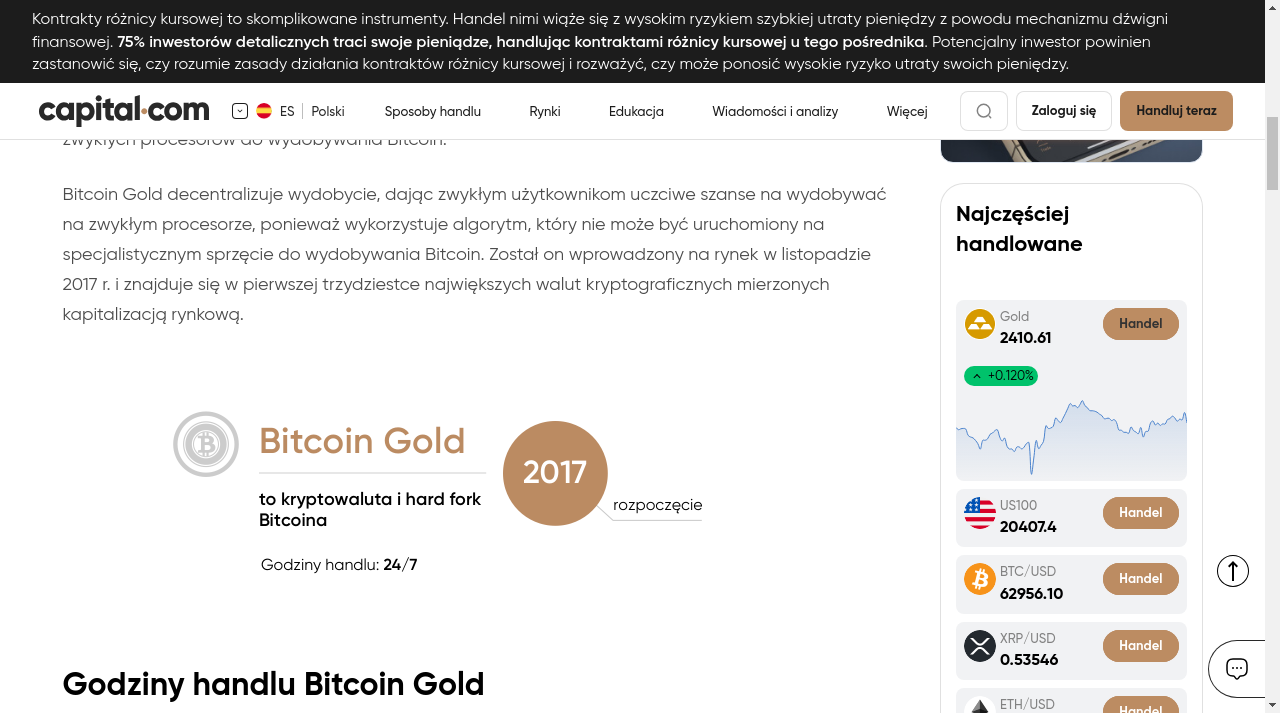 Kontrakty różnicy kursowej to skomplikowane instrumenty. Handel nimi wiąże się z wysokim ryzykiem szybkiej utraty pieniędzy z powodu mechanizmu dźwigni
finansowej. 75% inwestorów detalicznych traci swoje pieniądze, handlując kontraktami różnicy kursowej u tego pośrednika. Potencjalny inwestor powinien
zastanowić się, czy rozumie zasady działania kontraktów różnicy kursowej i rozważyć, czy może ponosić wysokie ryzyko utraty swoich pieniędzy.
capital.com
ES
Polski
Sposoby handlu
Rynki
Edukacja
Wiadomości i analizy
Więcej
Zaloguj się
Handluj teraz
zwykłych procesorów do wydobywania Bitcoin.
Bitcoin Gold decentralizuje wydobycie, dając zwykłym użytkownikom uczciwe szanse na wydobywać
na zwykłym procesorze, ponieważ wykorzystuje algorytm, który nie może być uruchomiony na
specjalistycznym sprzęcie do wydobywania Bitcoin. Został on wprowadzony na rynek w listopadzie
2017 r. i znajduje się w pierwszej trzydziestce największych walut kryptograficznych mierzonych
kapitalizacją rynkową.
Bitcoin Gold
to kryptowaluta i hard fork
Bitcoina
Godziny handlu: 24/7
2017
rozpoczęcie
Godziny handlu Bitcoin Gold
Najczęściej
handlowane
Gold
2410.61
Handel
+0.120%
US100
20407.4
Handel
BTC/USD
62956.10
Handel
XRP/USD
0.53546
Handel
ETH/USD
Handel